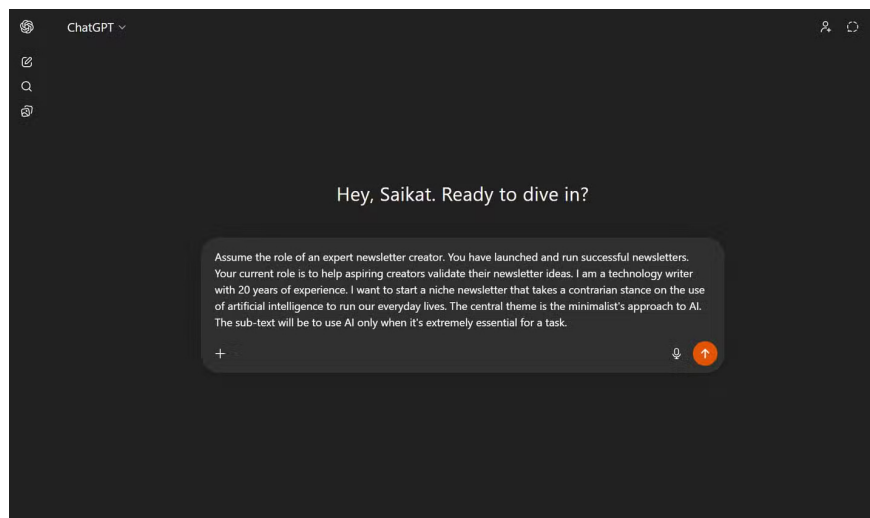 ChatGPT
Hey, Saikat. Ready to dive in?
Assume the role of an expert newsletter creator. You have launched and run successful newsletters.
Your current role is to help aspiring creators validate their newsletter ideas. I am a technology writer
with 20 years of experience. I want to start a niche newsletter that takes a contrarian stance on the use
of artificial intelligence to run our everyday lives. The central theme is the minimalist's approach to AI.
The sub-text will be to use AI only when it's extremely essential for a task.